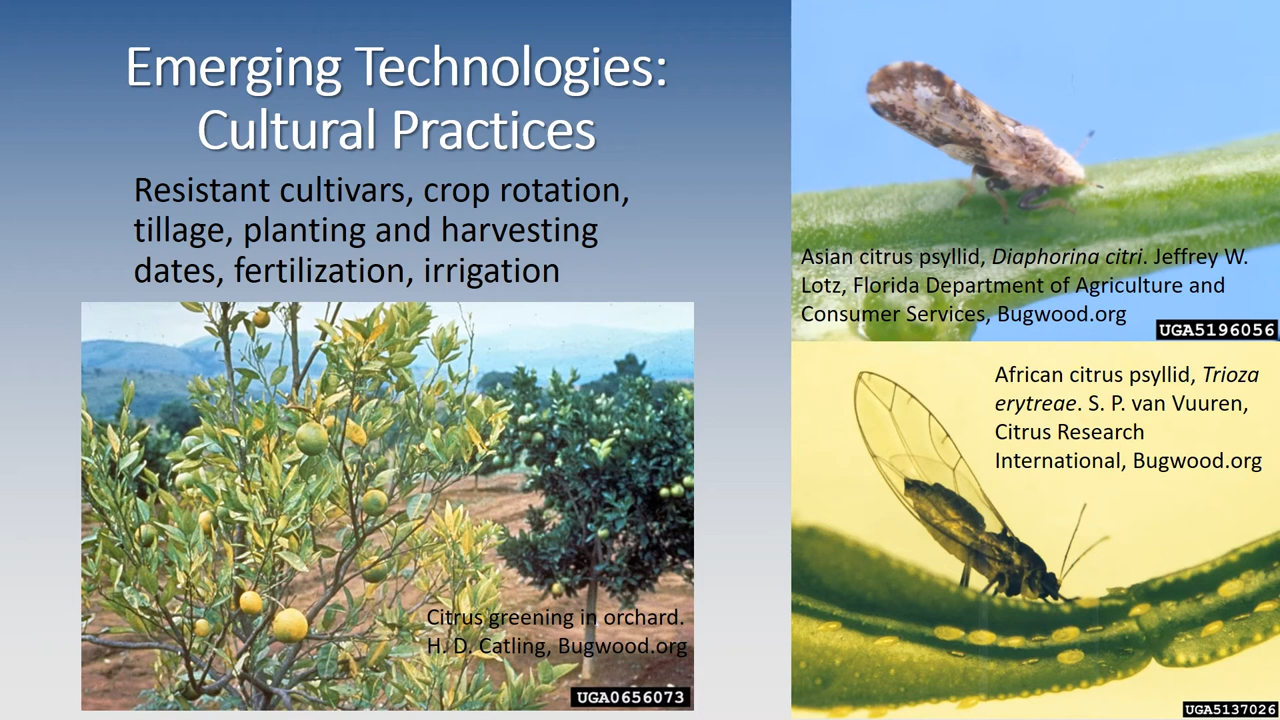 Emerging Technologies:
Cultural Practices
Resistant cultivars, crop rotation,
tillage, planting and harvesting
dates, fertilization, irrigation
Citrus greening in orchard.
H. D. Catling, Bugwood.org
UGA0656073
Asian citrus psyllid, Diaphorina citri. Jeffrey W.
Lotz, Florida Department of Agriculture and
Consumer Services, Bugwood.org
UGA5196056
African citrus psyllid, Trioza
erytreae. S. P. van Vuuren,
Citrus Research
International, Bugwood.org
UGA5137026